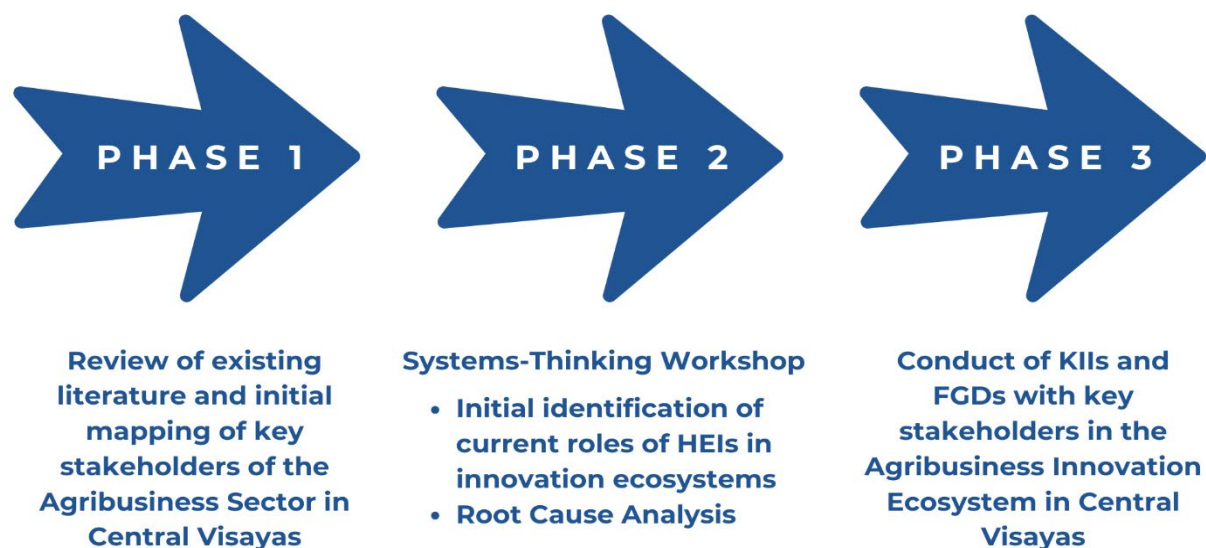 PHASE 1
Review of existing
literature and initial
mapping of key
stakeholders of the
Agribusiness Sector in
Central Visayas
PHASE 2
Systems-Thinking Workshop
• Initial identification of
current roles of HEIs in
innovation ecosystems
• Root Cause Analysis
PHASE 3
Conduct of KIIs and
FGDs with key
stakeholders in the
Agribusiness Innovation
Ecosystem in Central
Visayas